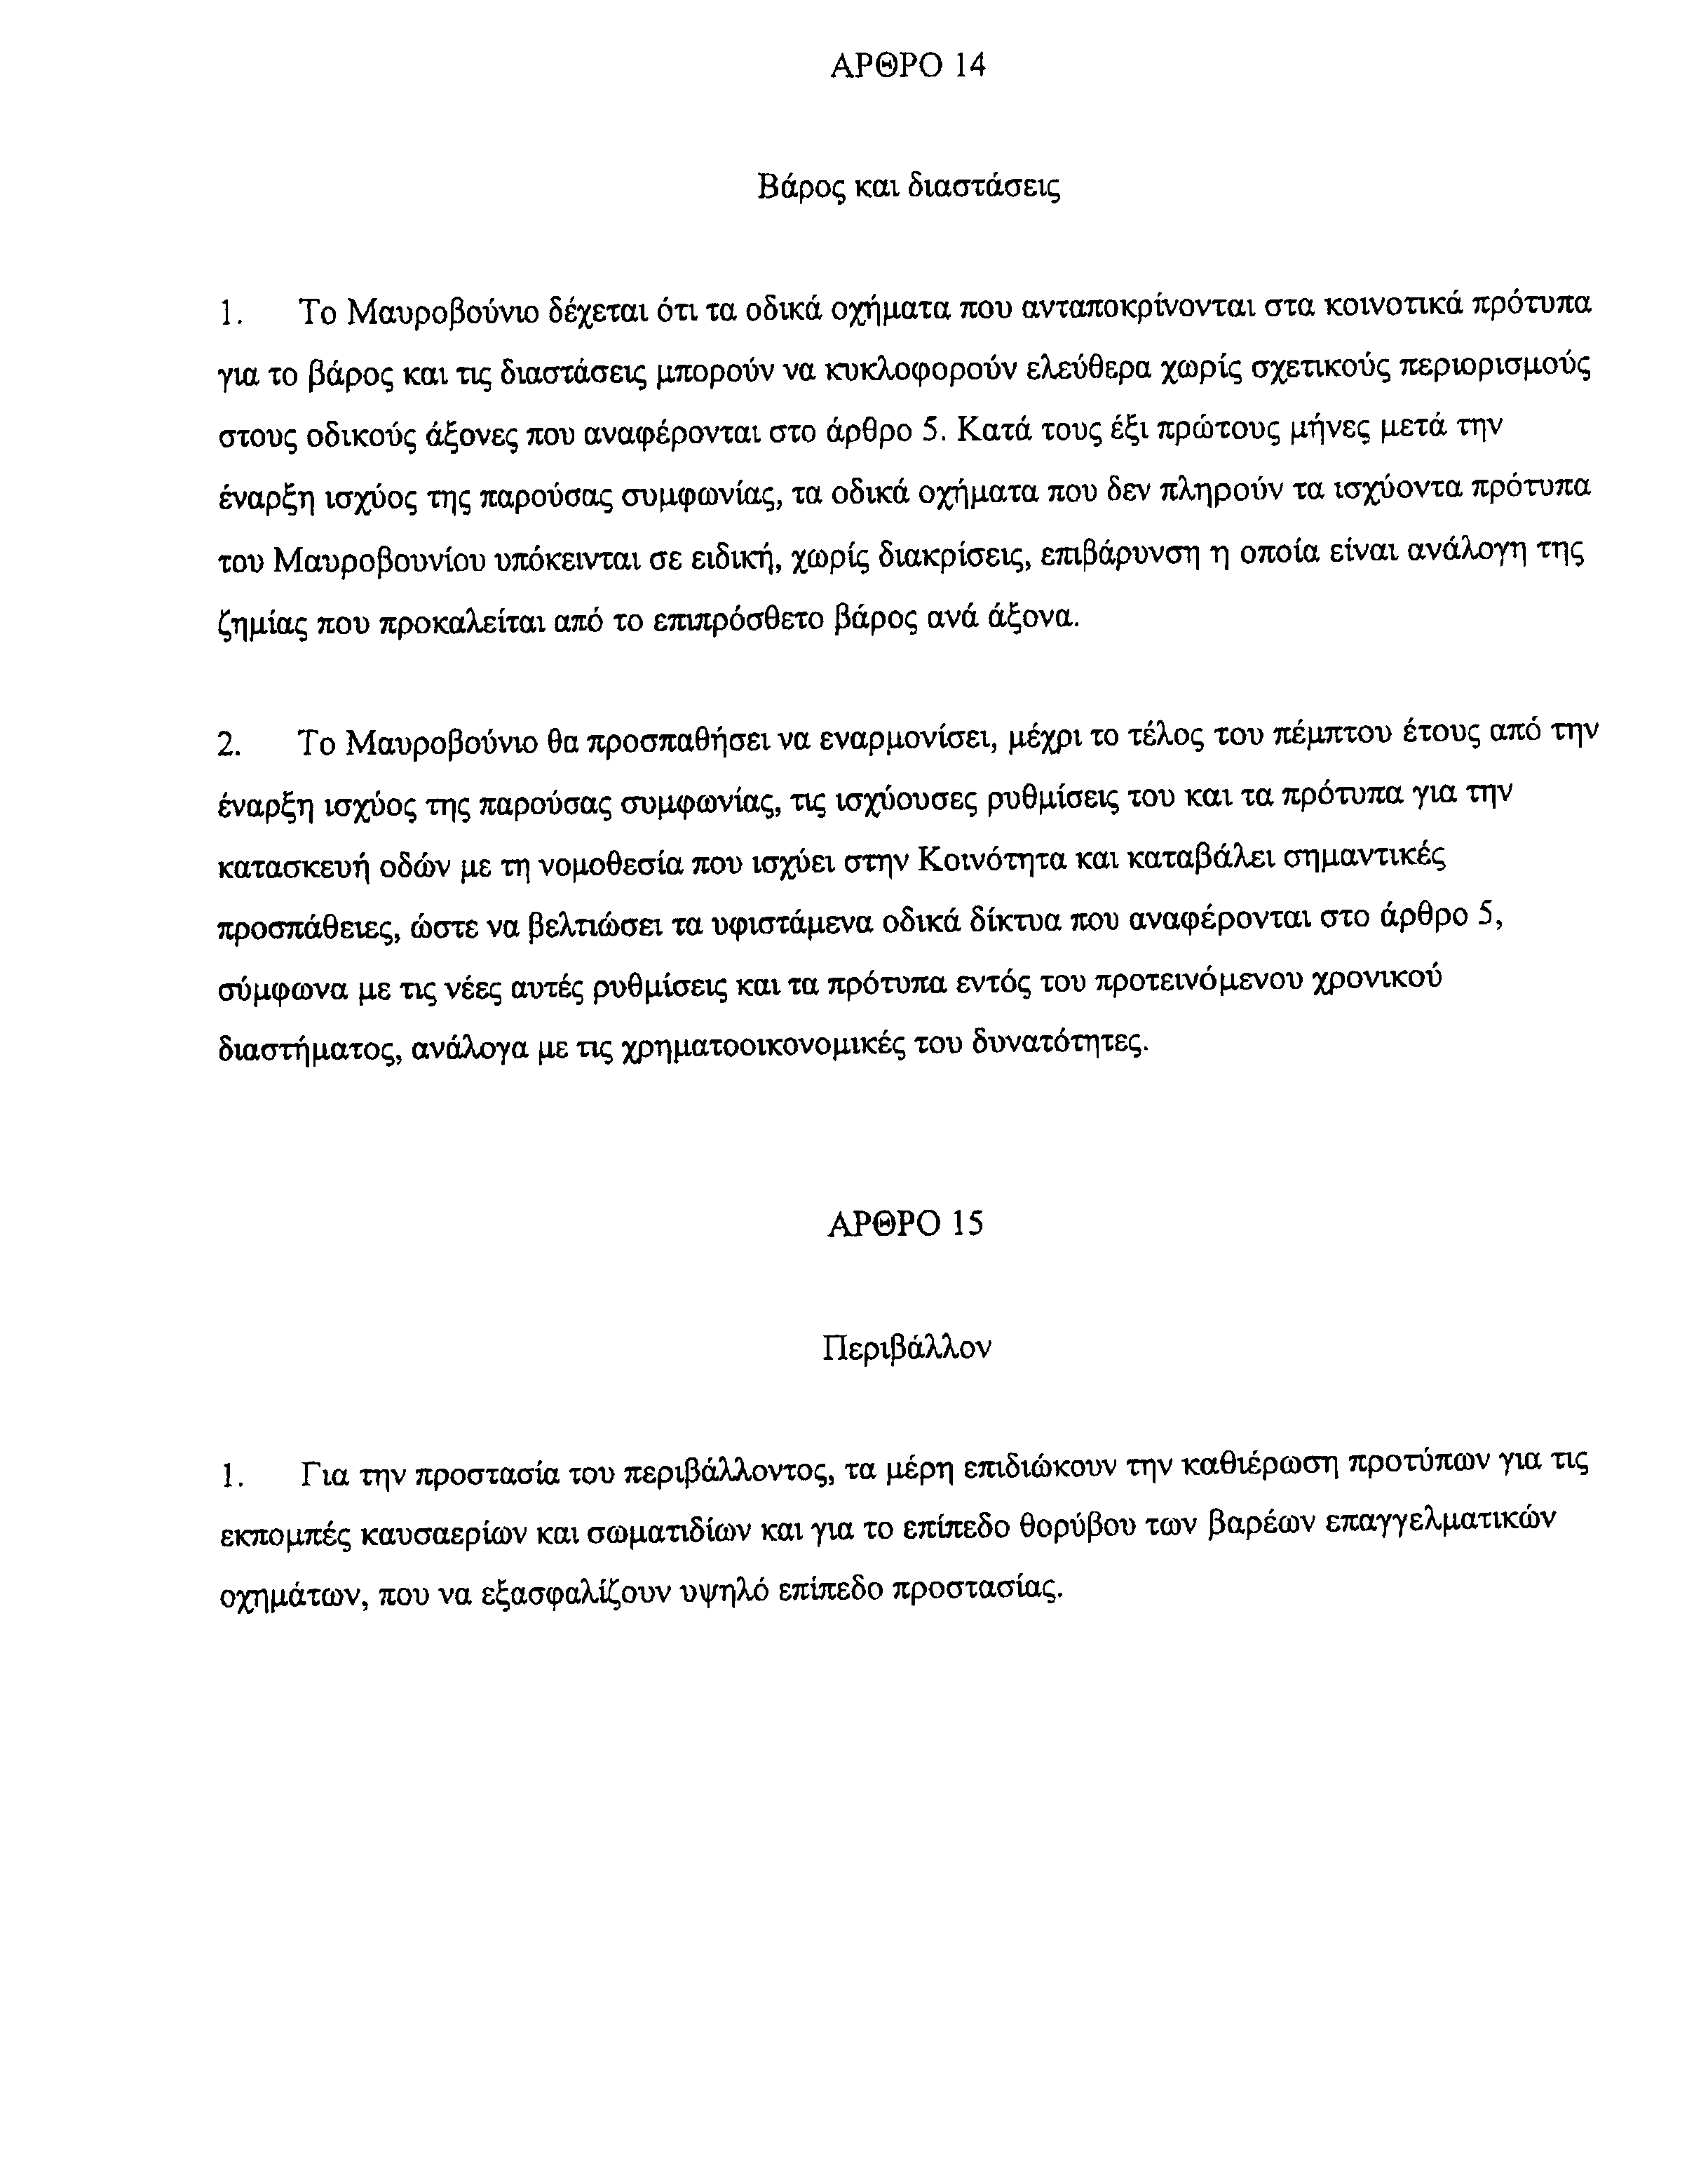 ΑΡΘΡΟ 14
Βάρος και διαστάσεις
1. Το Μαυροβούνιο δέχεται ότι τα οδικά οχήματα που ανταποκρίνονται στα κοινοτικά πρότυπα
για το βάρος και τις διαστάσεις μπορούν να κυκλοφορούν ελεύθερα χωρίς σχετικούς περιορισμούς
στους οδικούς άξονες που αναφέρονται στο άρθρο 5. Κατά τους έξι πρώτους μήνες μετά την
έναρξη ισχύος της παρούσας συμφωνίας, τα οδικά οχήματα που δεν πληρούν τα ισχύοντα πρότυπα
του Μαυροβουνίου υπόκεινται σε ειδική, χωρίς διακρίσεις, επιβάρυνση η οποία είναι ανάλογη της
ζημίας που προκαλείται από το επιπρόσθετο βάρος ανά άξονα.
2. Το Μαυροβούνιο θα προσπαθήσει να εναρμονίσει, μέχρι το τέλος του πέμπτου έτους από την
έναρξη ισχύος της παρούσας συμφωνίας, τις ισχύουσες ρυθμίσεις του και τα πρότυπα για την
κατασκευή οδών με τη νομοθεσία που ισχύει στην Κοινότητα και καταβάλει σημαντικές
προσπάθειες, ώστε να βελτιώσει τα υφιστάμενα οδικά δίκτυα που αναφέρονται στο άρθρο 5,
σύμφωνα με τις νέες αυτές ρυθμίσεις και τα πρότυπα εντός του προτεινόμενου χρονικού
διαστήματος, ανάλογα με τις χρηματοοικονομικές του δυνατότητες.
ΑΡΘΡΟ 15
Περιβάλλον
1. Για την προστασία του περιβάλλοντος, τα μέρη επιδιώκουν την καθιέρωση προτύπων για τις
εκπομπές καυσαερίων και σωματιδίων και για το επίπεδο θορύβου των βαρέων επαγγελματικών
οχημάτων, που να εξασφαλίζουν υψηλό επίπεδο προστασίας.